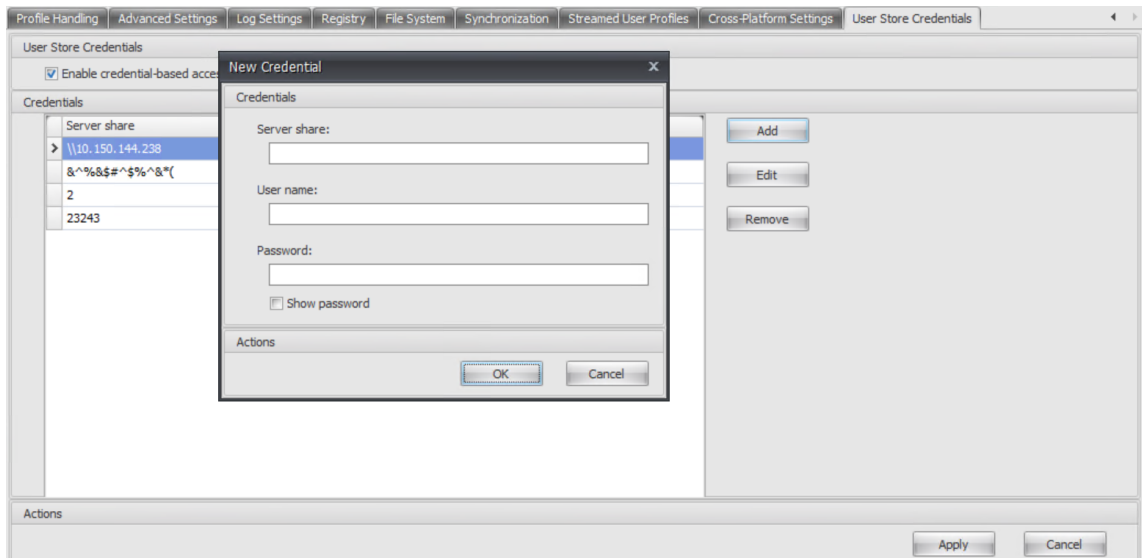 Profile Handling Advanced Settings Log Settings Registry File System Synchronization Streamed User Profiles Cross-Platform Settings User Store Credentials
User Store Credentials
Enable credential-based acce
New Credential
x
Credentials
Credentials
Server share
Server share:
\\10.150.144.238
&^%&$#^$%^&*(
2
23243
User name:
Password:
Show password
Actions
OK Cancel
Add
Edit
Remove
Actions
Apply Cancel